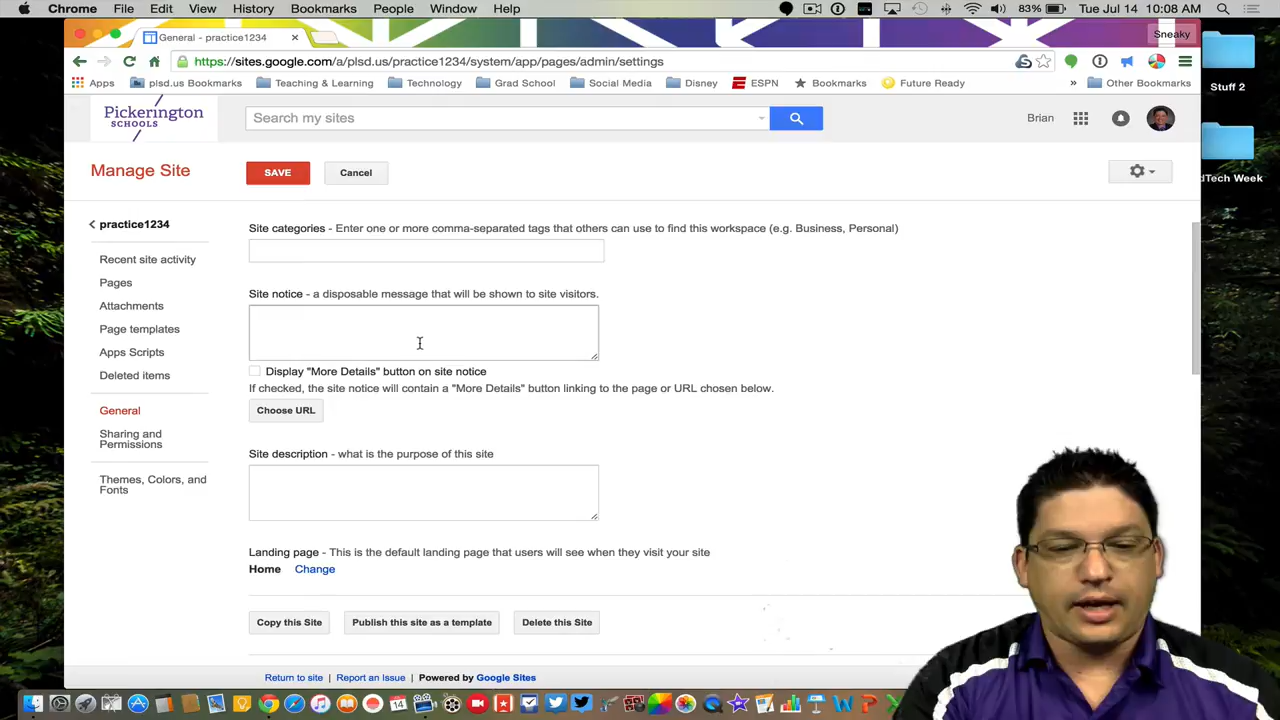 Chrome File Edit View History Bookmarks People Window Help 83% Tue Jul 14 10:08 AM
General - practice1234
Sneaky
https://sites.google.com/a/plsd.us/practice1234/system/app/pages/admin/settings
Apps plsd.us Bookmarks Teaching & Learning Technology Grad School Social Media Disney ESPN Bookmarks Future Ready » Other Bookmarks
Stuff 2
Pickerington
SCHOOLS
Search my sites
Brian
dTech Week
Manage Site
SAVE
Cancel
practice1234
Recent site activity
Pages
Attachments
Page templates
Apps Scripts
Deleted items
General
Sharing and
Permissions
Themes, Colors, and
Fonts
Site categories - Enter one or more comma-separated tags that others can use to find this workspace (e.g. Business, Personal)
Site notice - a disposable message that will be shown to site visitors.
Display "More Details" button on site notice
If checked, the site notice will contain a "More Details" button linking to the page or URL chosen below.
Choose URL
Site description - what is the purpose of this site
Landing page - This is the default landing page that users will see when they visit your site
Home Change
Copy this Site
Publish this site as a template
Delete this Site
Return to site | Report an Issue | Powered by Google Sites
14